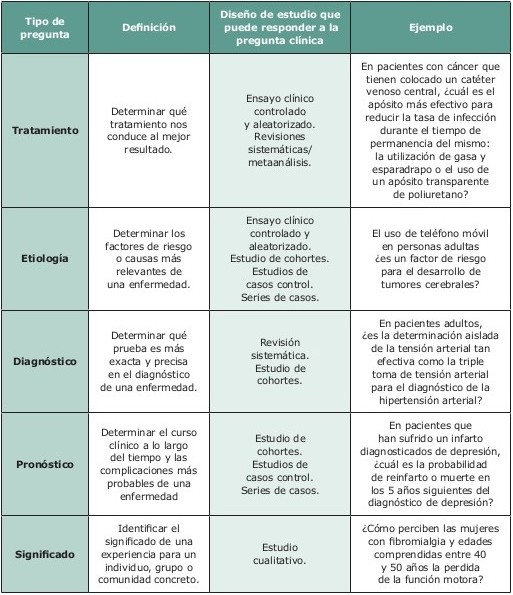 Tipo de
pregunta
Definición
Diseño de estudio que
puede responder a la
pregunta clínica
Ejemplo
Tratamiento
Determinar qué
tratamiento nos
conduce al mejor
resultado.
Ensayo clínico
controlado
y aleatorizado.
Revisiones
sistemáticas/
metaanálisis.
En pacientes con cáncer que
tienen colocado un catéter
venoso central, ¿cuál es el
apósito más efectivo para
reducir la tasa de infección
durante el tiempo de
permanencia del mismo:
la utilización de gasa y
esparadrapo o el uso de
un apósito transparente
de poliuretano?
Etiología
Determinar los
factores de riesgo
o causas más
relevantes de
una enfermedad.
Ensayo clínico
controlado y
aleatorizado.
Estudio de cohortes.
Estudios de
casos control.
Series de casos.
El uso de teléfono móvil
en personas adultas
¿es un factor de riesgo
para el desarrollo de
tumores cerebrales?
Diagnóstico
Determinar qué
prueba es más
exacta y precisa
en el diagnóstico
de una enfermedad.
Revisión
sistemática.
Estudio de
cohortes.
En pacientes adultos,
¿es la determinación aislada
de la tensión arterial tan
efectiva como la triple
toma de tensión arterial
para el diagnóstico de la
hipertensión arterial?
Pronóstico
Determinar el curso
clínico a lo largo
del tiempo y las
complicaciones más
probables de una
enfermedad
Estudio de
cohortes.
Estudios de
casos control.
Series de casos.
En pacientes que
han sufrido un infarto
diagnosticados de depresión,
¿cuál es la probabilidad
de reinfarto o muerte en
los 5 años siguientes del
diagnóstico de depresión?
Significado
Identificar el
significado de una
experiencia para un
individuo, grupo o
comunidad concreto.
Estudio
cualitativo.
¿Cómo perciben las mujeres
con fibromialgia y edades
comprendidas entre 40
y 50 años la perdida
de la función motora?